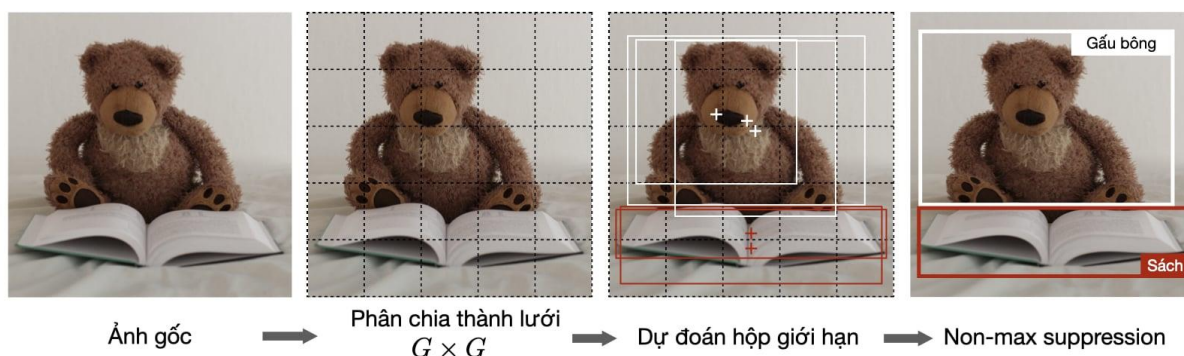 Gấu bông
Sách
Ảnh gốc
Phân chia thành lưới
G × G
Dự đoán hộp giới hạn
Non-max suppression